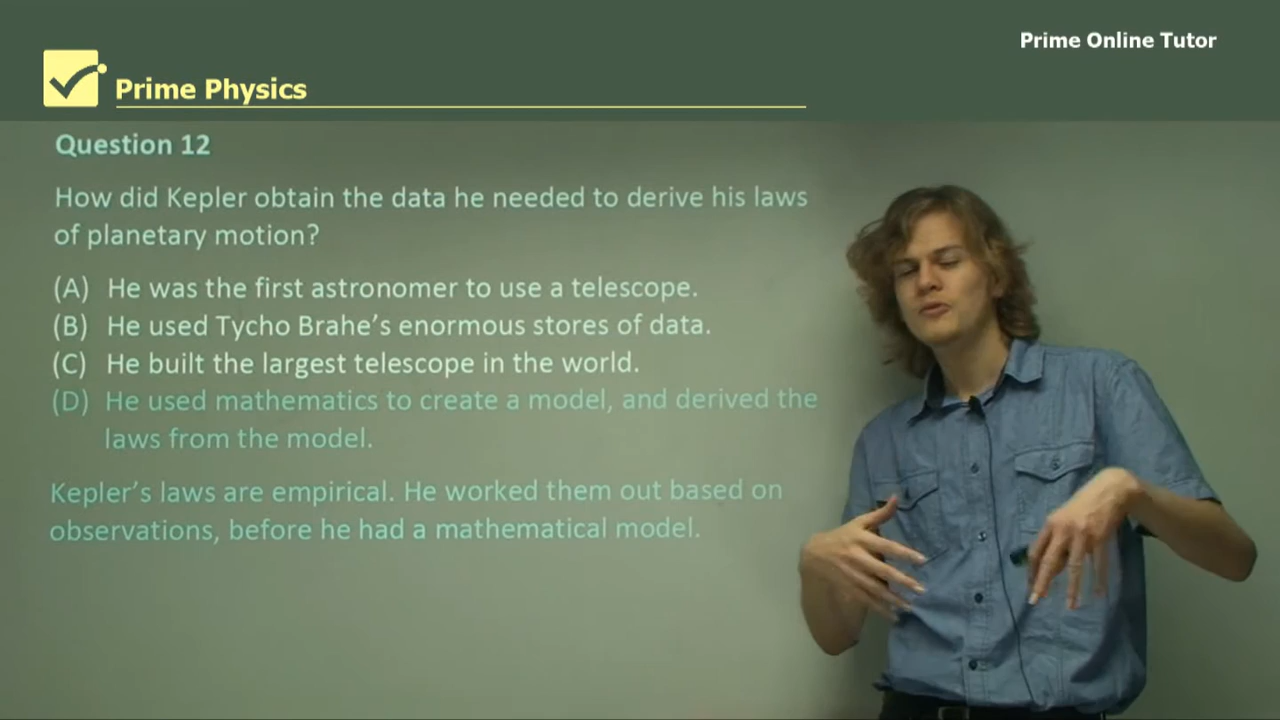 Prime Online Tutor
Prime Physics
Question 12
How did Kepler obtain the data he needed to derive his laws
of planetary motion?
(A) He was the first astronomer to use a telescope.
(B) He used Tycho Brahe's enormous stores of data.
(C) He built the largest telescope in the world.
(D) He used mathematics to create a model, and derived the
laws from the model.
Kepler's laws are empirical. He worked them out based on
observations, before he had a mathematical model.